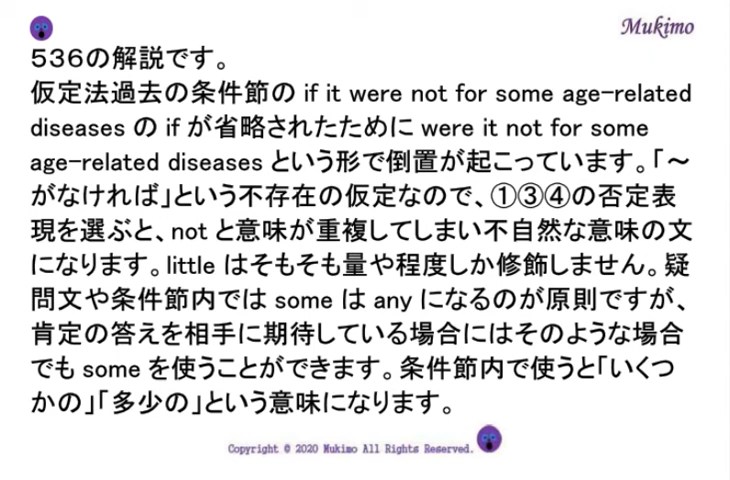 Mukimo
536の解説です。
仮定法過去の条件節の if it were not for some age-related
diseases の if が省略されたために were it not for some
age-related diseases という形で倒置が起こっています。「～
がなければ」という不存在の仮定なので、①③④の否定表
現を選ぶと、not と意味が重複してしまい不自然な意味の文
になります。little はそもそも量や程度しか修飾しません。疑
問文や条件節内では some は any になるのが原則ですが、
肯定の答えを相手に期待している場合にはそのような場合
でも some を使うことができます。条件節内で使うと「いくつ
かの」「多少の」という意味になります。
Copyright © 2020 Mukimo All Rights Reserved.